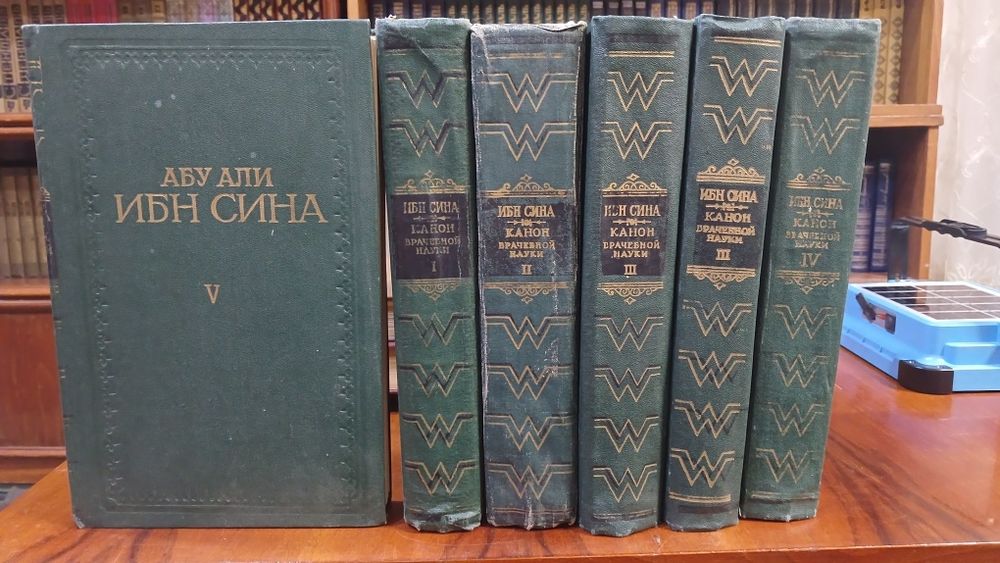 АБУ АЛИ
ИБН СИНА
V
ИБН СИНА
КАНОН
ВРАЧЕБНОЙ
НАУКИ
I
ИБН СИНА
КАНОН
ВРАЧЕБНОЙ
НАУКИ
II
ИБН СИНА
КАНОН
ВРАЧЕБНОЙ
НАУКИ
III
ИБН СИНА
КАНОН
ВРАЧЕБНОЙ
НАУКИ
III
ИБН СИНА
КАНОН
ВРАЧЕБНОЙ
НАУКИ
IV